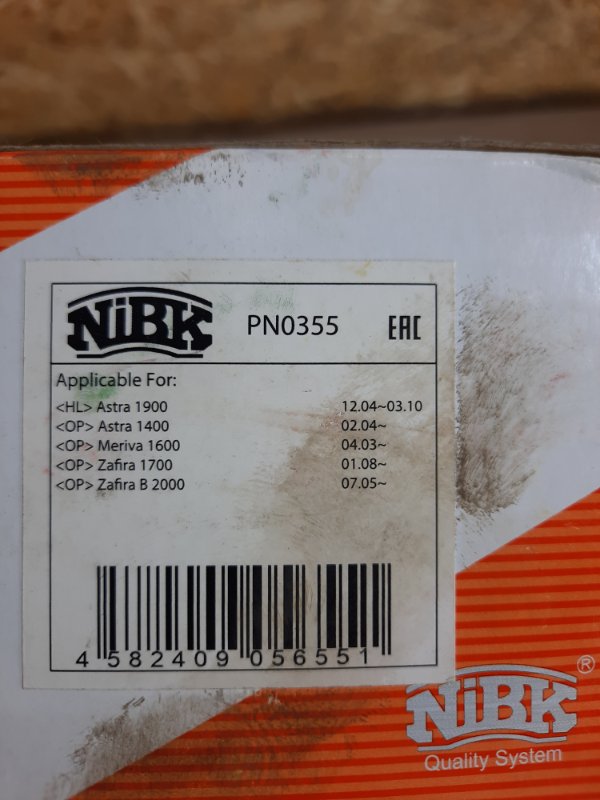 NiBK PN0355 EAC
Applicable For:
<HL> Astra 1900 12.04~03.10
<OP> Astra 1400 02.04~
<OP> Meriva 1600 04.03~
<OP> Zafira 1700 01.08~
<OP> Zafira B 2000 07.05~
4 582409 056551
NiBK ®
Quality System